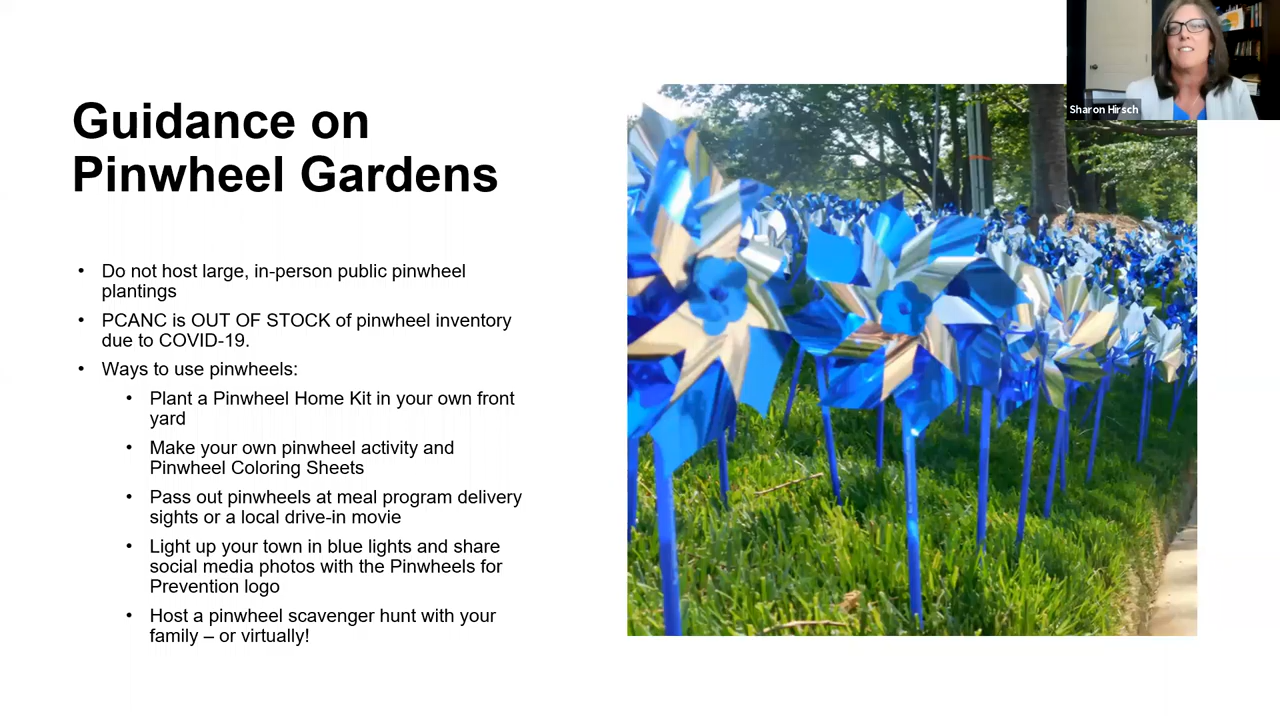 Sharon Hirsch
Guidance on
Pinwheel Gardens
• Do not host large, in-person public pinwheel
plantings
• PCANC is OUT OF STOCK of pinwheel inventory
due to COVID-19.
• Ways to use pinwheels:
• Plant a Pinwheel Home Kit in your own front
yard
• Make your own pinwheel activity and
Pinwheel Coloring Sheets
• Pass out pinwheels at meal program delivery
sights or a local drive-in movie
• Light up your town in blue lights and share
social media photos with the Pinwheels for
Prevention logo
• Host a pinwheel scavenger hunt with your
family – or virtually!